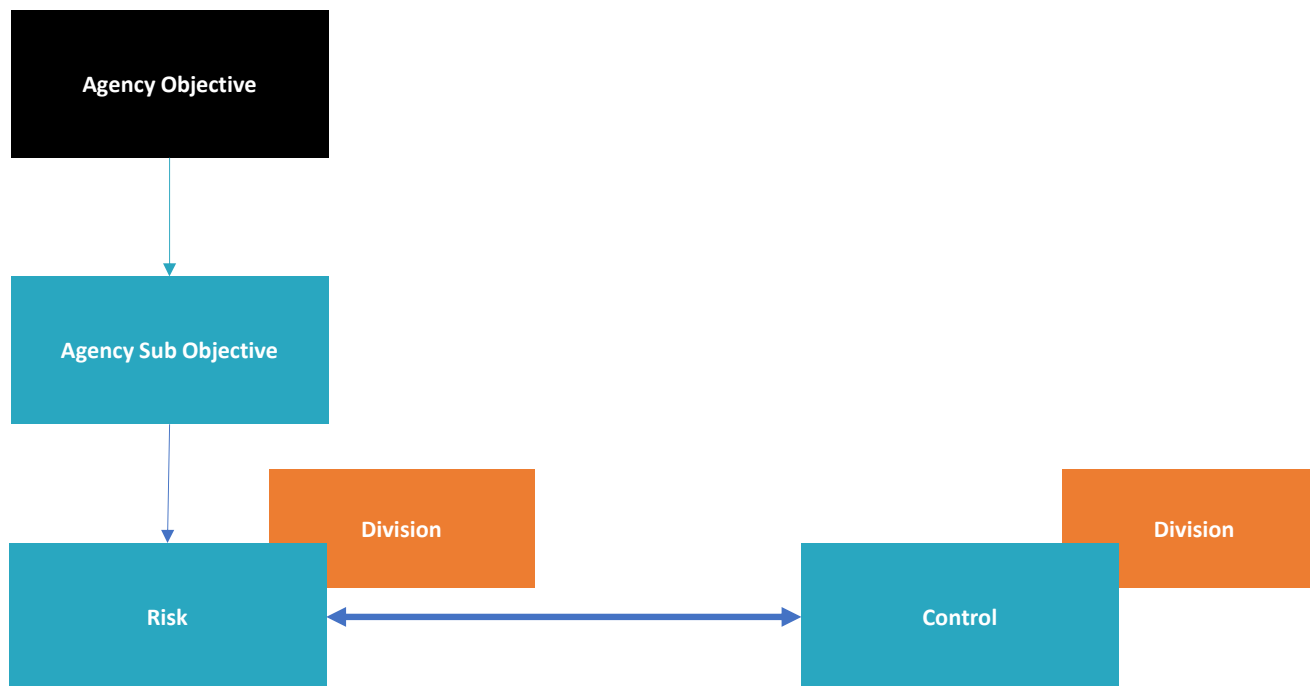 Agency Objective
Agency Sub Objective
Division
Division
Risk
Control